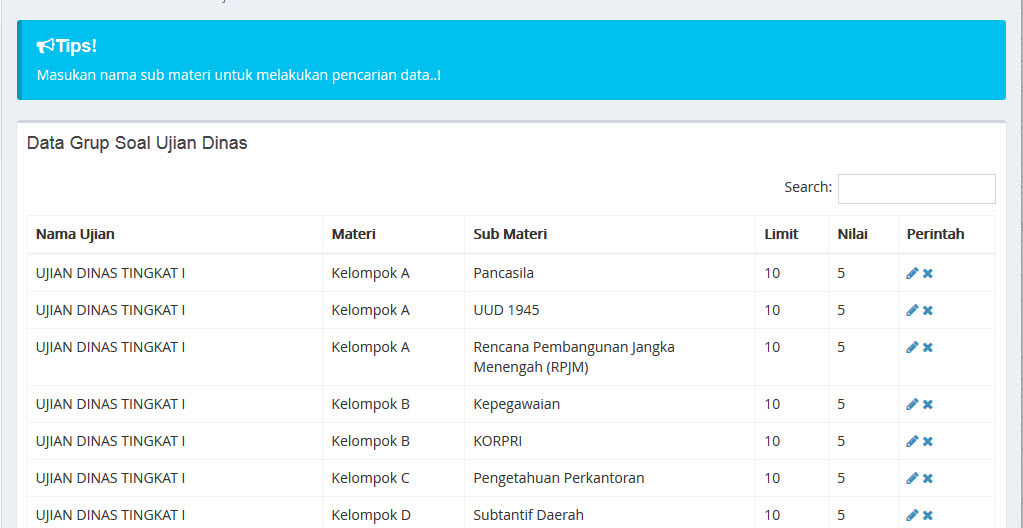 Tips!
Masukan nama sub materi untuk melakukan pencarian data..!
Data Grup Soal Ujian Dinas
Search:
Nama Ujian Materi Sub Materi Limit Nilai Perintah
UJIAN DINAS TINGKAT I Kelompok A Pancasila 10 5
UJIAN DINAS TINGKAT I Kelompok A UUD 1945 10 5
UJIAN DINAS TINGKAT I Kelompok A Rencana Pembangunan Jangka 10 5
Menengah (RPJM)
UJIAN DINAS TINGKAT I Kelompok B Kepegawaian 10 5
UJIAN DINAS TINGKAT I Kelompok B KORPRI 10 5
UJIAN DINAS TINGKAT I Kelompok C Pengetahuan Perkantoran 10 5
UJIAN DINAS TINGKAT I Kelompok D Subtantif Daerah 10 5